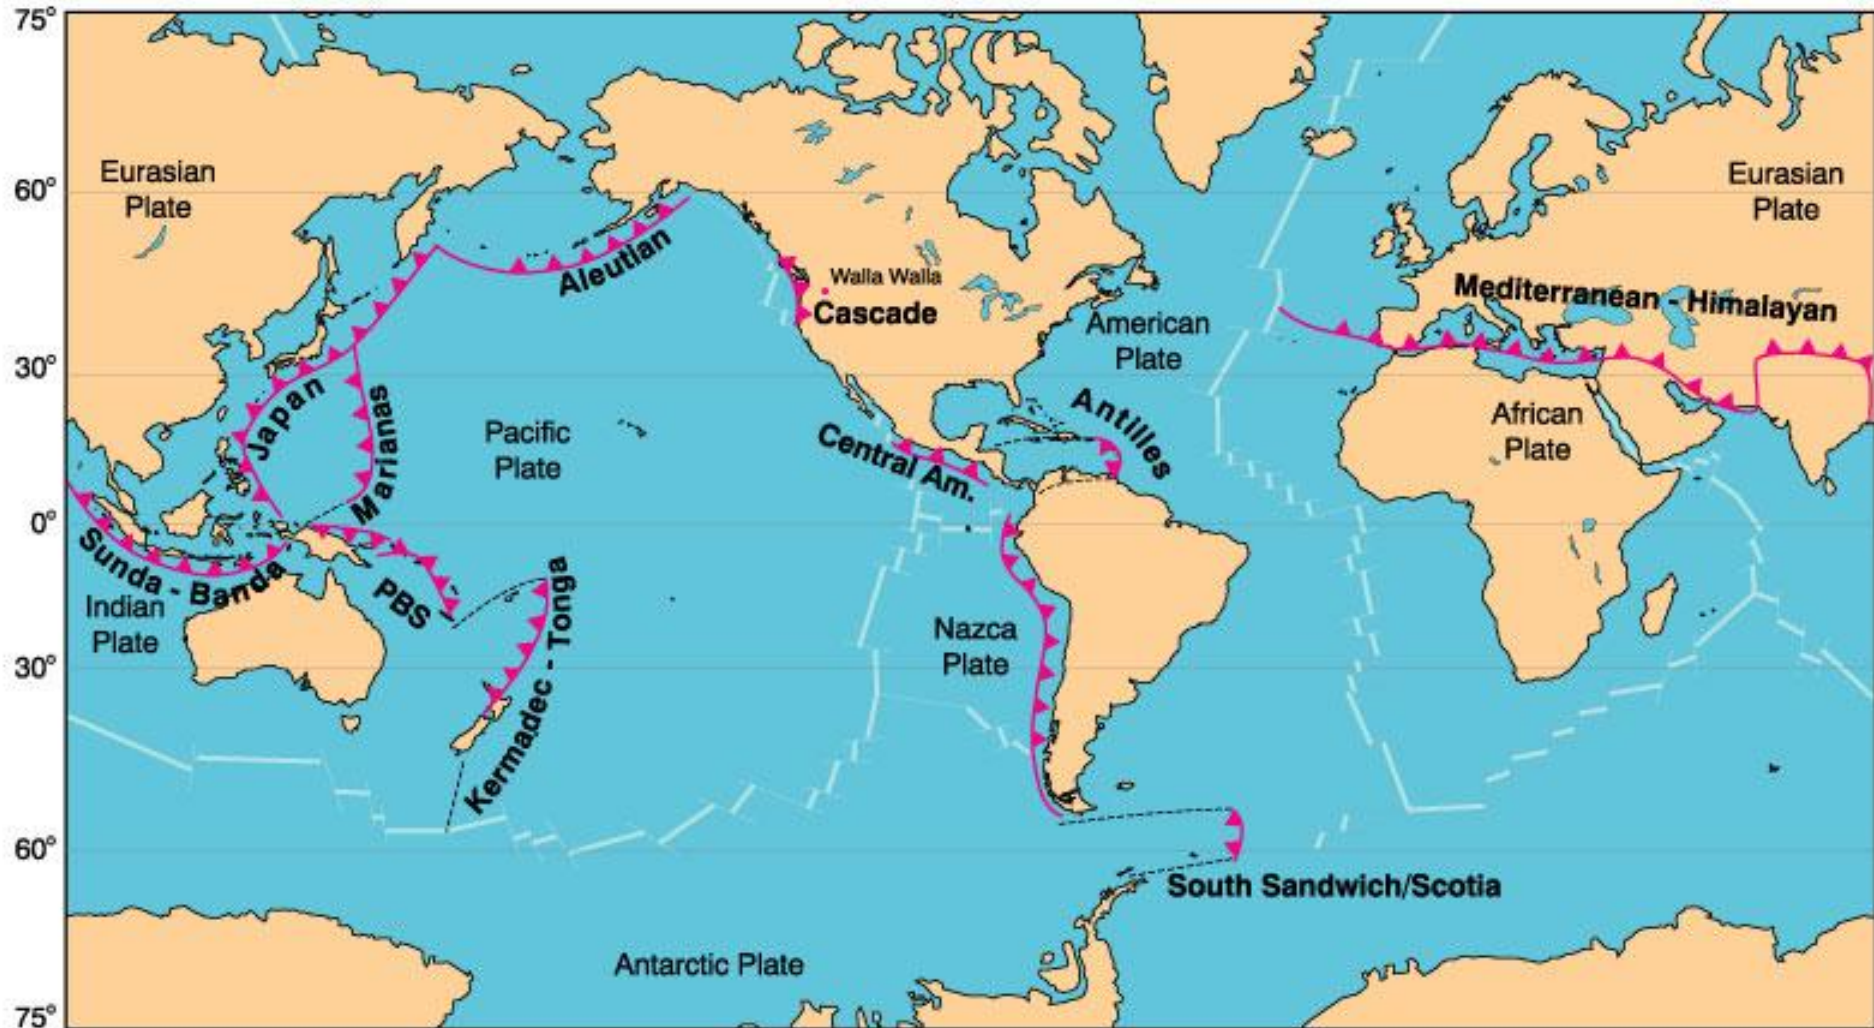 75°
60°
30°
0°
30°
60°
75°
Eurasian
Plate
Aleutian
Walla Walla
Cascade
American
Plate
Mediterranean - Himalayan
Eurasian
Plate
Japan
Marianas
Pacific
Plate
Central Am.
Antilles
African
Plate
Sunda - Banda
Indian
Plate
PBS
Kermadec - Tonga
Nazca
Plate
South Sandwich/Scotia
Antarctic Plate